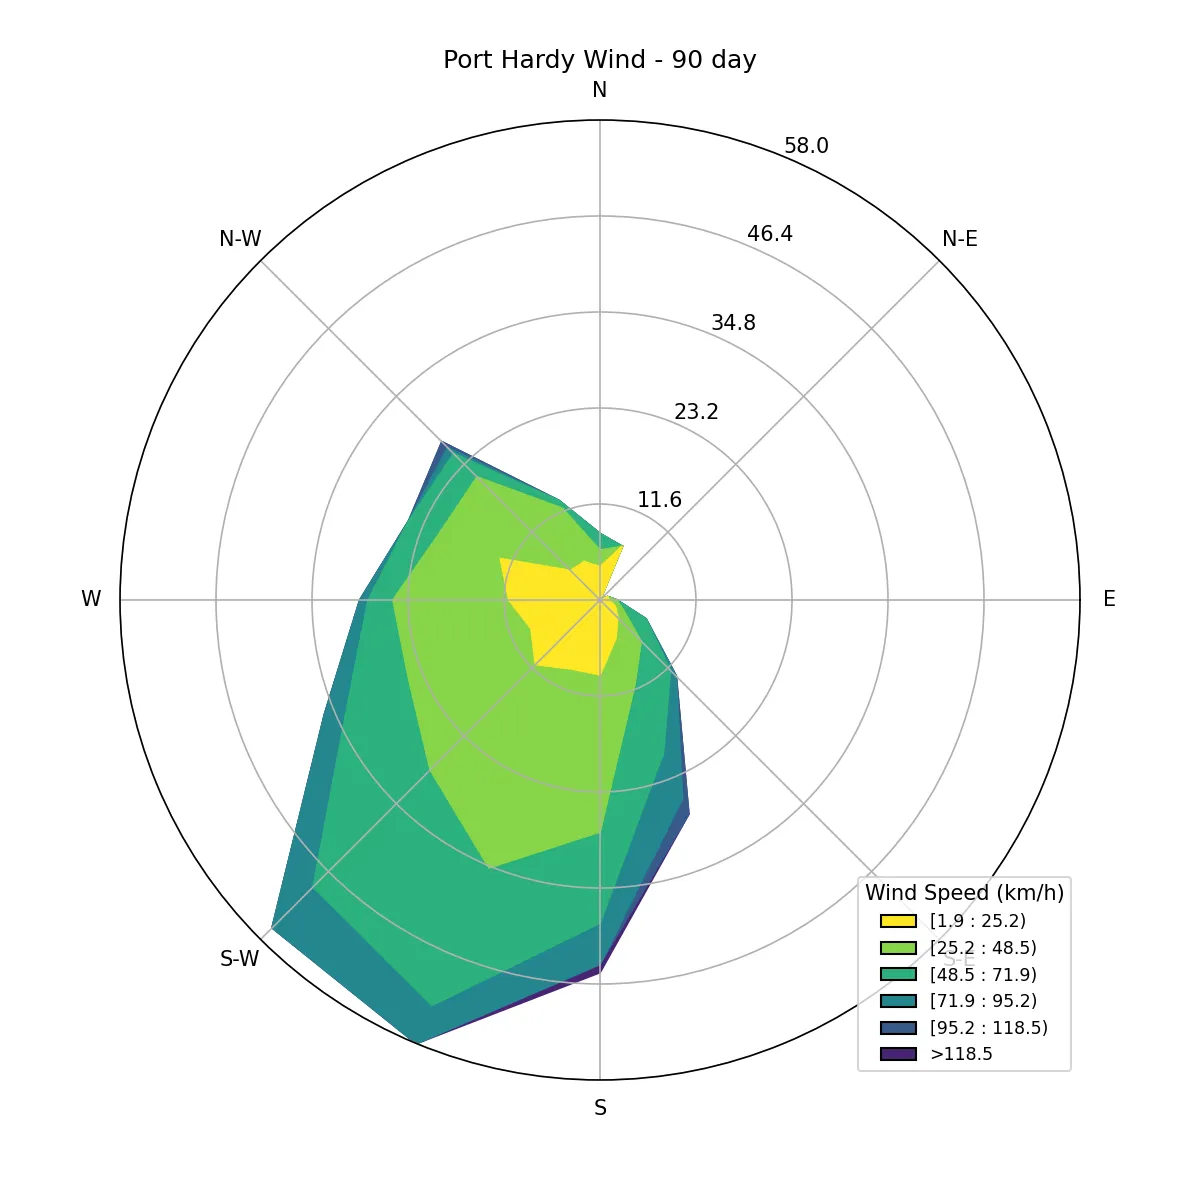 Port Hardy Wind - 90 day
N
58.0
N-W
46.4
N-E
34.8
23.2
11.6
W
E
S-W
S-E
S
Wind Speed (km/h)
[1.9 : 25.2)
[25.2 : 48.5)
[48.5 : 71.9)
[71.9 : 95.2)
[95.2 : 118.5)
>118.5